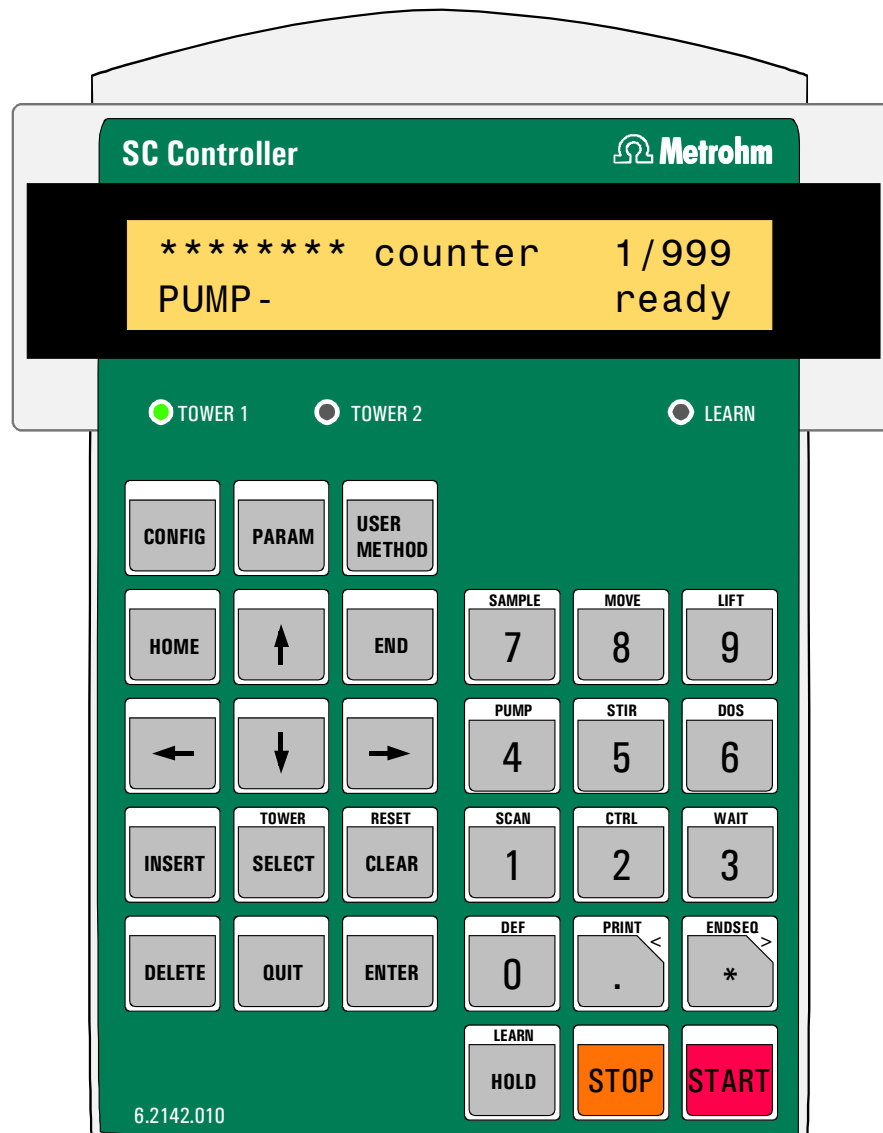 SC Controller Metrohm
******** counter 1/999
PUMP- ready
TOWER 1 TOWER 2 LEARN
CONFIG PARAM USER METHOD
SAMPLE MOVE LIFT
HOME END 7 8 9
PUMP STIR DOS
4 5 6
TOWER RESET SCAN CTRL WAIT
INSERT SELECT CLEAR 1 2 3
DEF PRINT < ENDSEQ >
DELETE QUIT ENTER 0 . *
LEARN
HOLD STOP START
6.2142.010